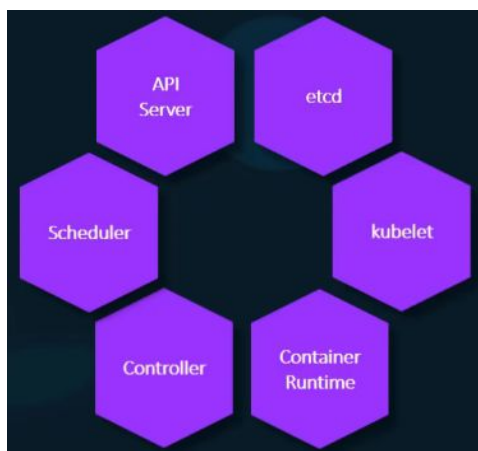 API
Server
etcd
Scheduler
kubelet
Controller
Container
Runtime